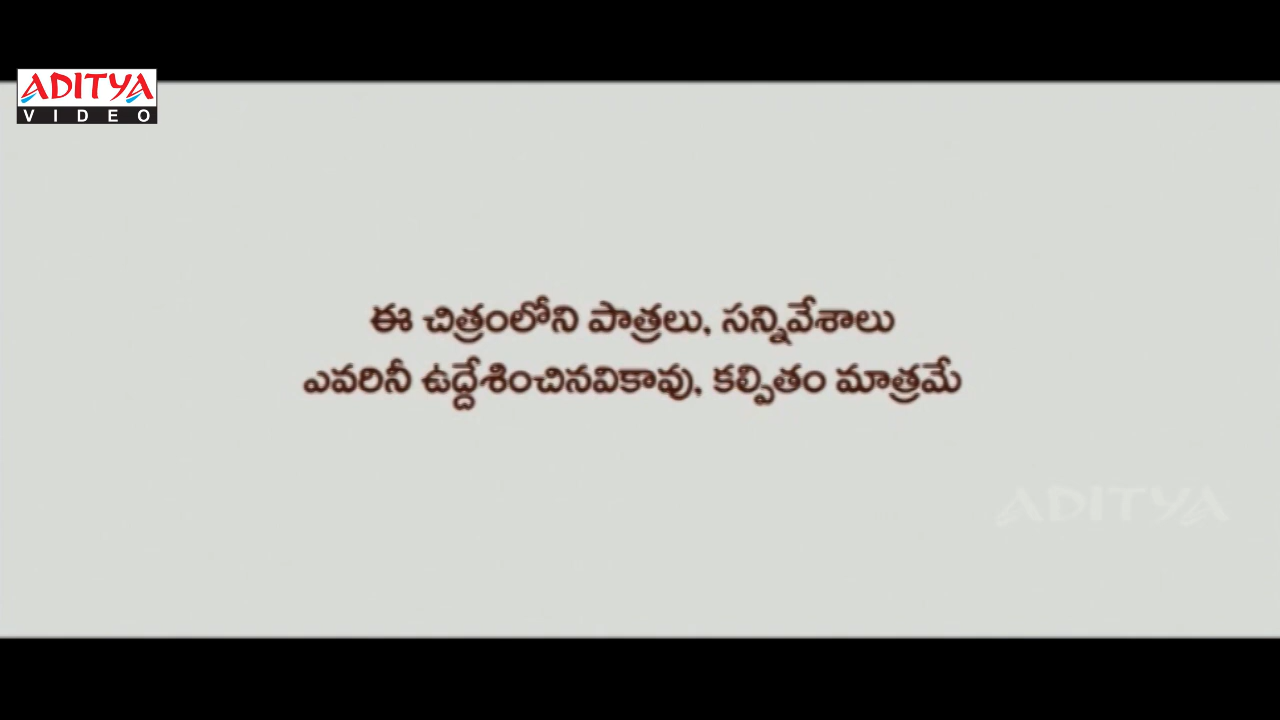 ADITYA
VIDEO
ఈ చిత్రంలోని పాత్రలు, సన్నివేశాలు
ఎవరినీ ఉద్దేశించినవికావు, కల్పితం మాత్రమే
ADITYA